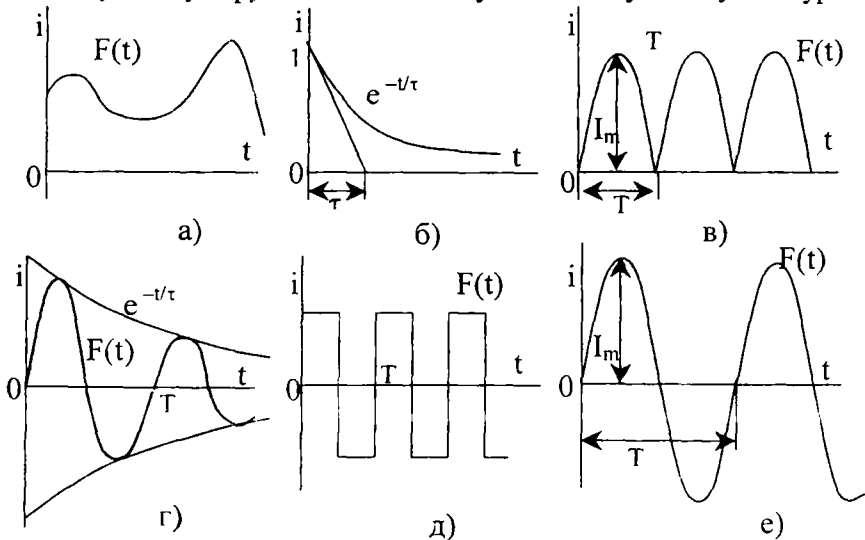 i F(t) t 0 а)
i 1 e^{-t/τ} t 0 τ б)
i T F(t) I_m t 0 T в)
i e^{-t/τ} F(t) 0 T t г)
i F(t) 0 T t д)
i F(t) I_m 0 t T е)